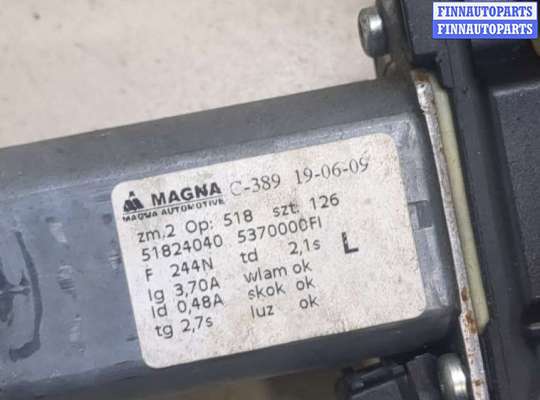 FINNAUTOPARTS
FINNAUTOPARTS
MAGNA C-389 19-06-09
MAGNA AUTOMOTIVE
zm.2 Op: 518 szt. 126
51824040 5370000FI
F 244N td 2,1s L
Ig 3,70A wlam ok
Id 0,48A skok ok
tg 2,7s luz ok